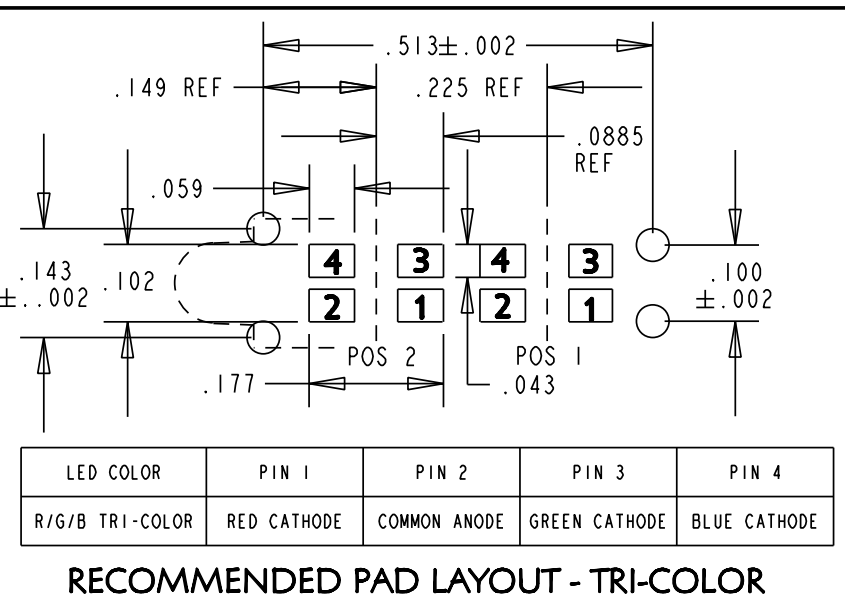 .513±.002
.149 REF
.225 REF
.0885
REF
.059
4 3 4 3
.143
±..002
.102
.100
±.002
2 1 2 1
POS 2
POS 1
.177
.043
LED COLOR PIN 1 PIN 2 PIN 3 PIN 4
R/G/B TRI-COLOR RED CATHODE COMMON ANODE GREEN CATHODE BLUE CATHODE
RECOMMENDED PAD LAYOUT - TRI-COLOR